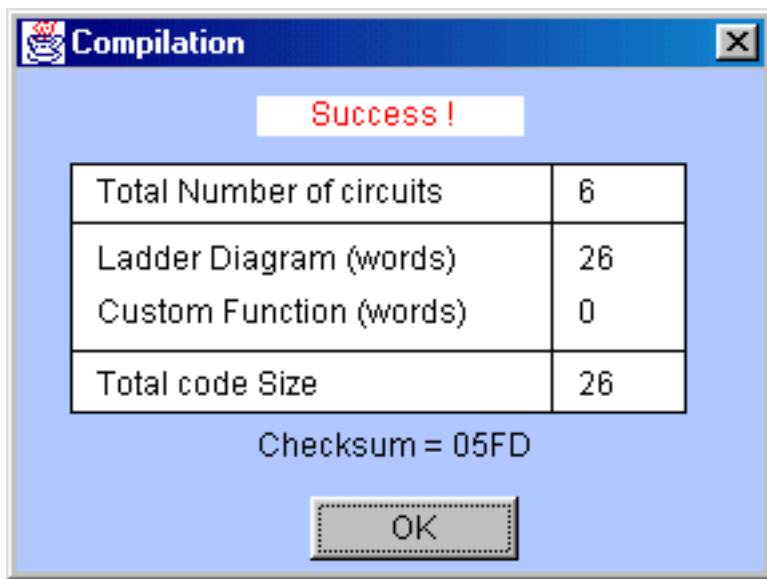 Compilation
Success !
Total Number of circuits 6
Ladder Diagram (words) 26
Custom Function (words) 0
Total code Size 26
Checksum = 05FD
OK